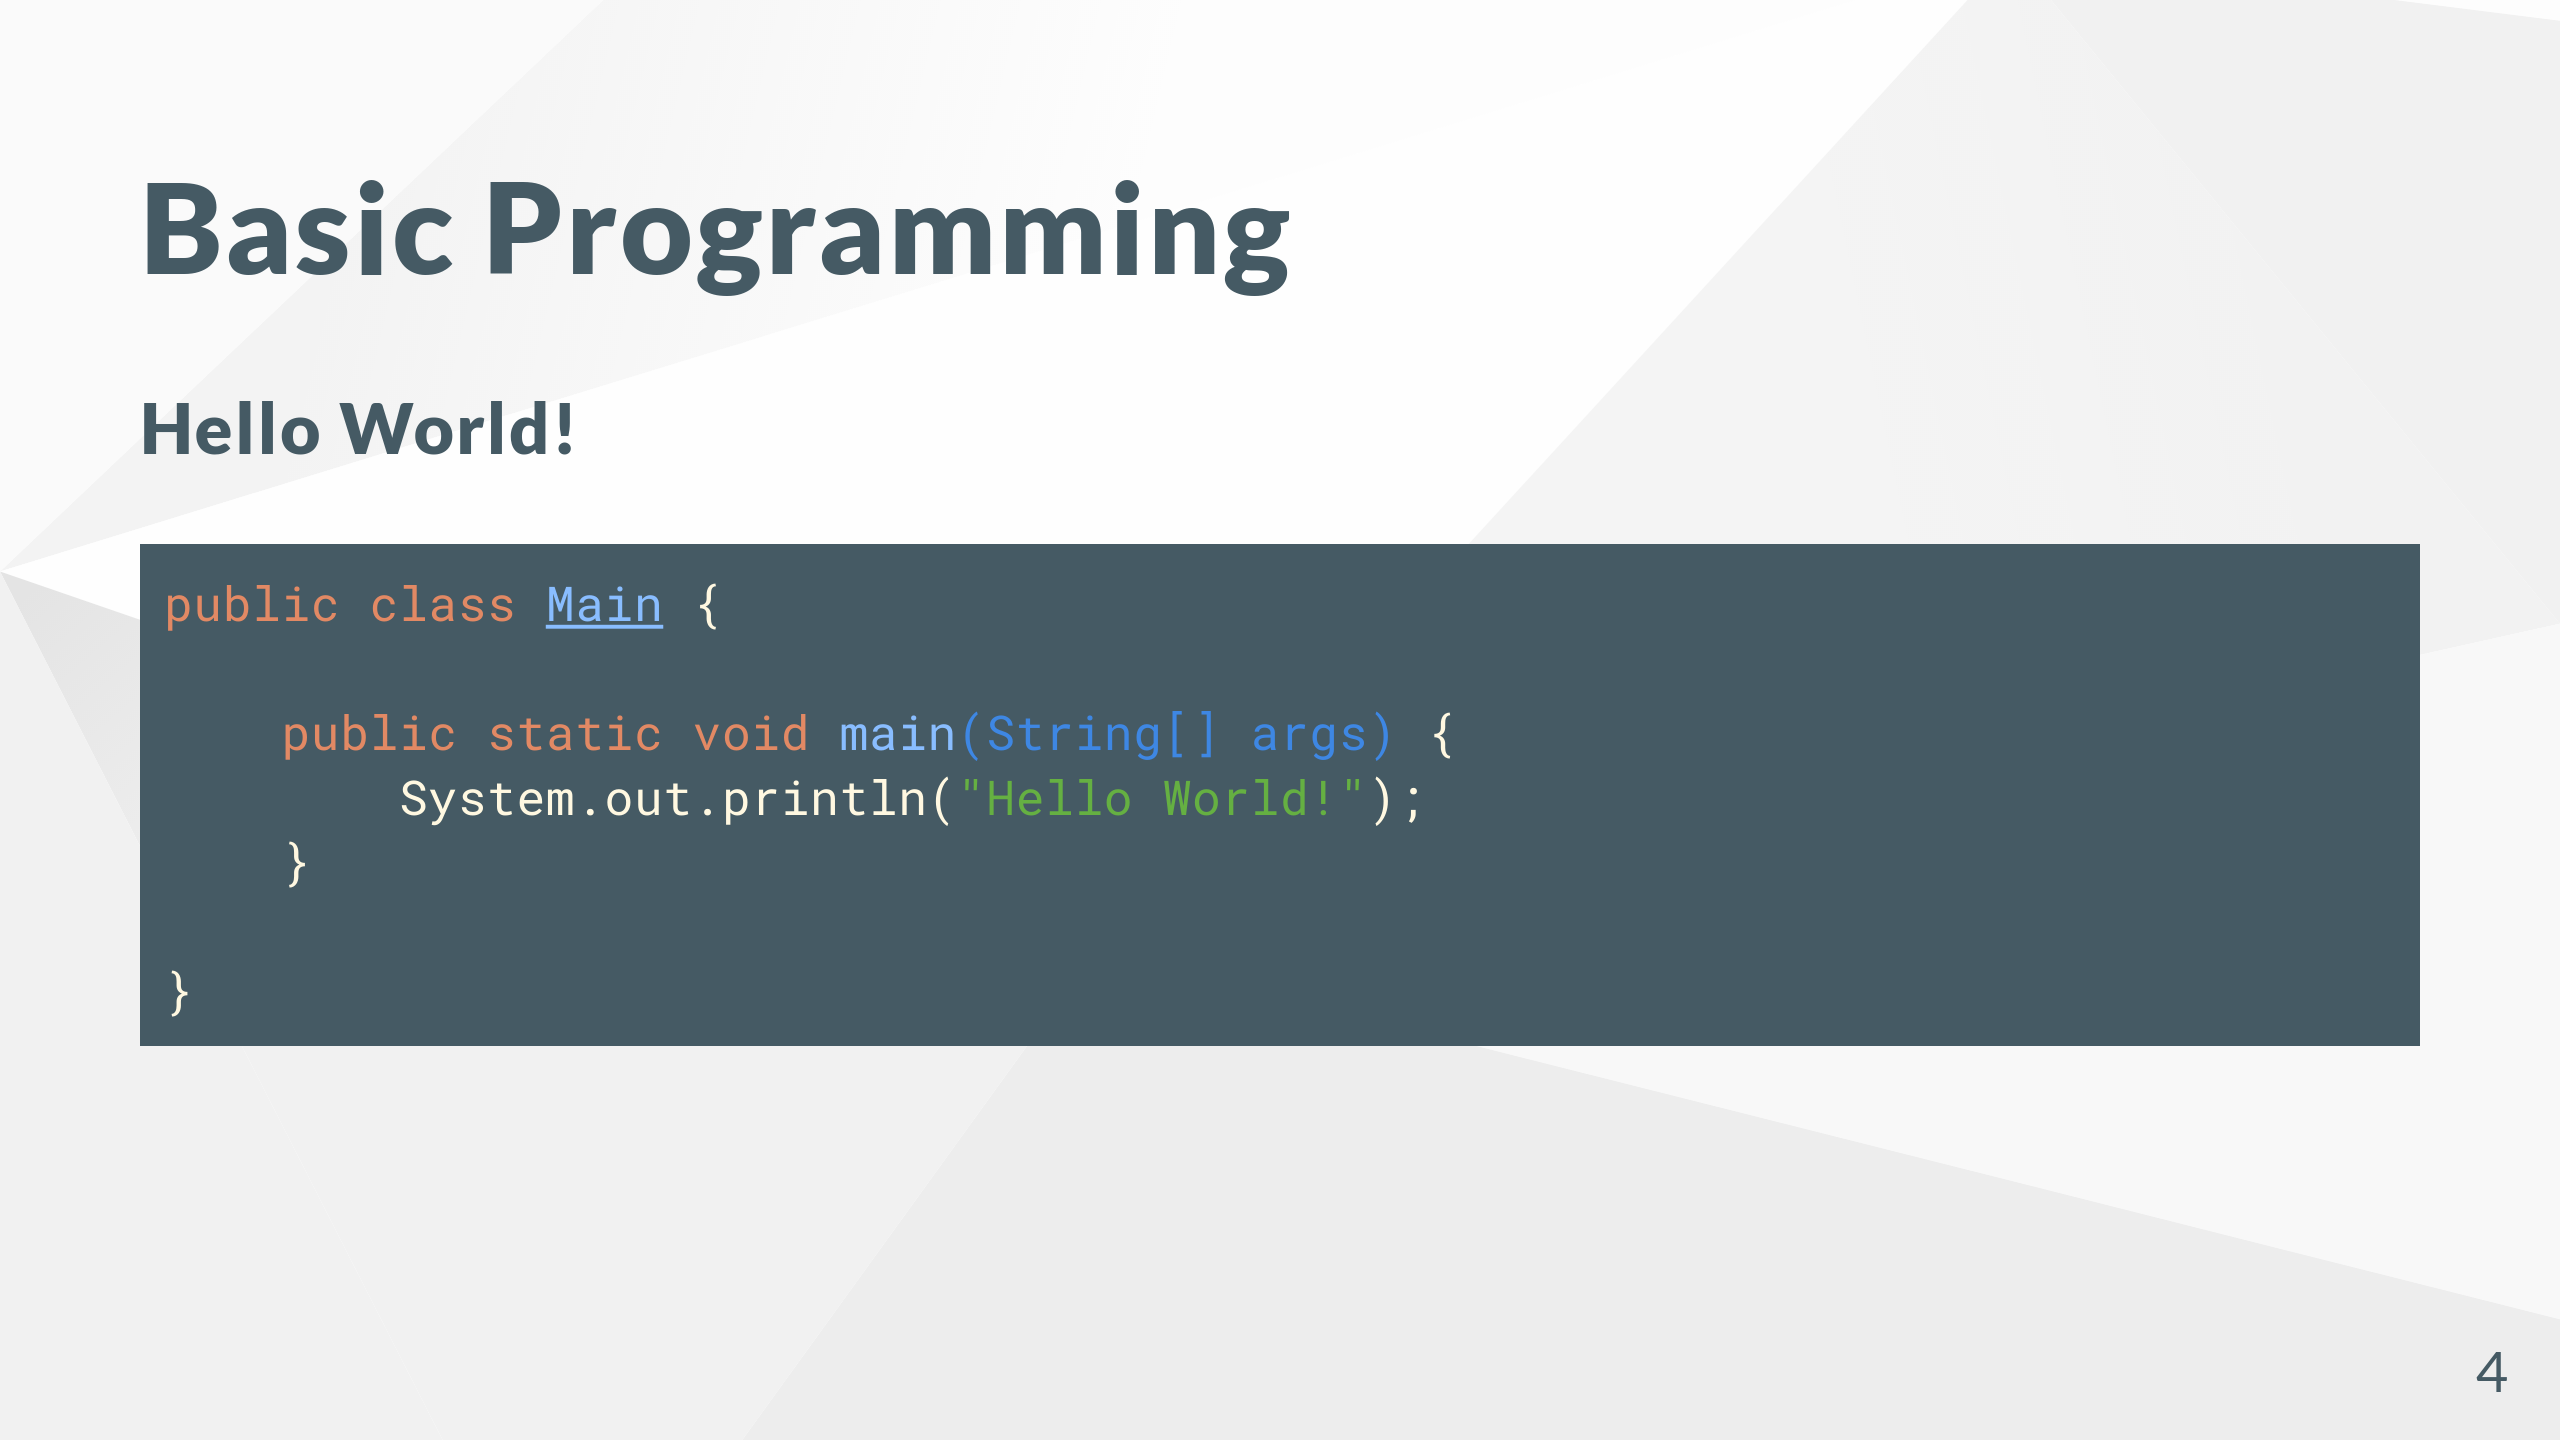 Basic Programming
Hello World!
public class Main {
    public static void main(String[] args) {
        System.out.println("Hello World!");
    }
}
4